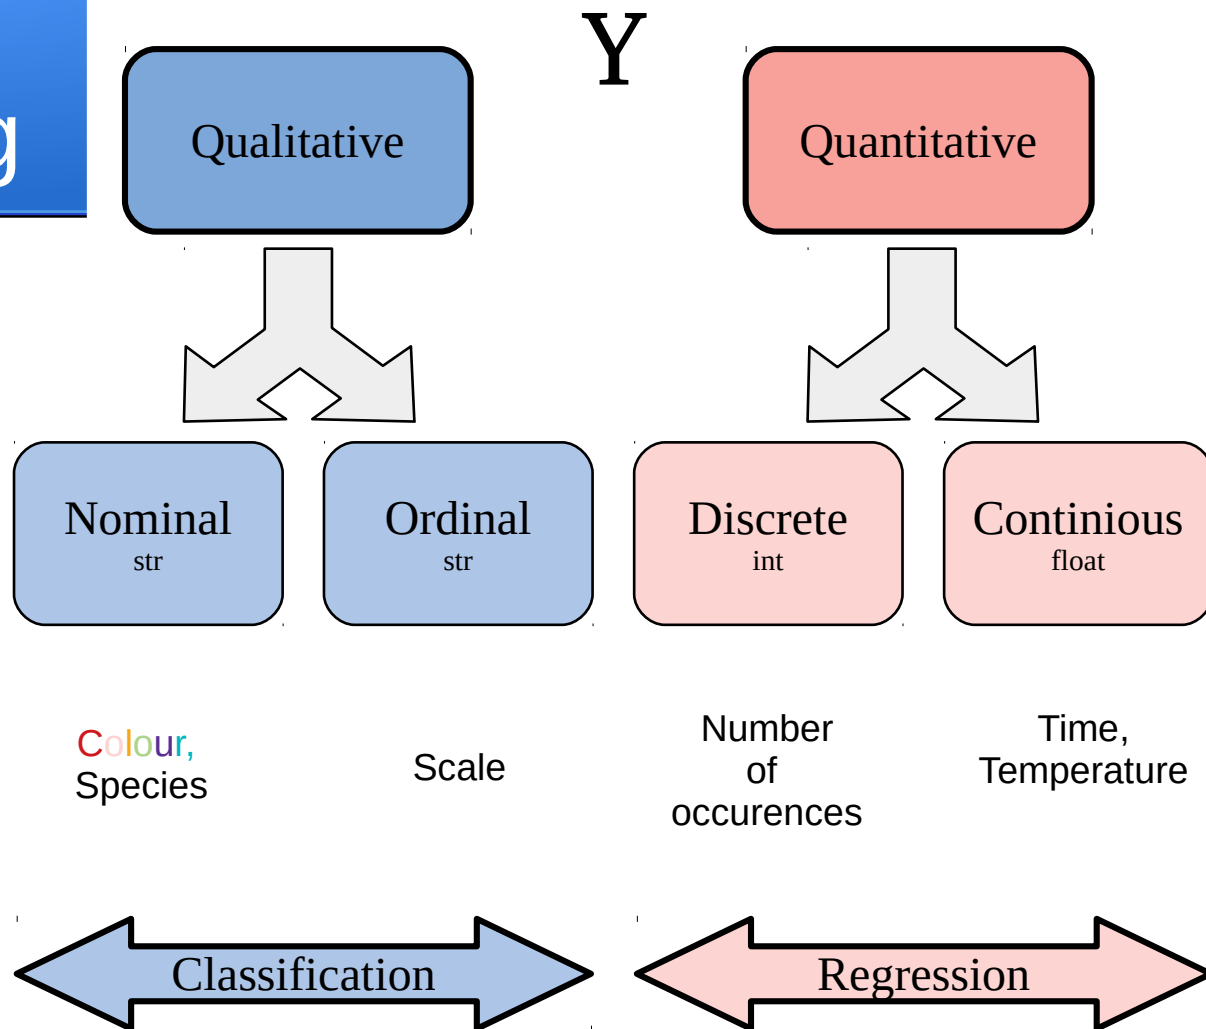 Y
g
Qualitative
Quantitative
Nominal
str
Ordinal
str
Discrete
int
Continious
float
Colour,
Species
Scale
Number
of
occurences
Time,
Temperature
Classification
Regression